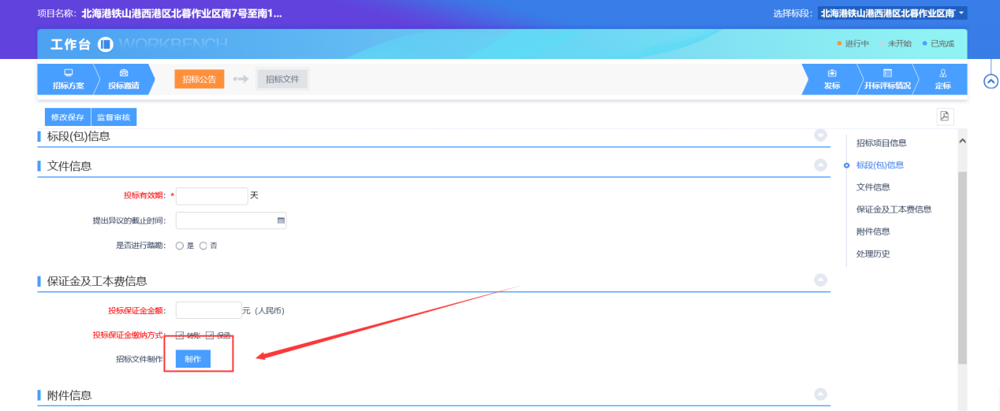 项目名称: 北海港铁山港西港区北暮作业区南7号至南1...
选择标段: 北海港铁山港西港区北暮作业区南
工作台 WORKBENCH
进行中 未开始 已完成
招标方案 投标邀请 招标公告 招标文件 发标 开标评标情况 定标
修改保存 监督审核
标段(包)信息
文件信息
投标有效期: * 天
提出异议的截止时间:
是否进行踏勘: 是 否
保证金及工本费信息
投标保证金金额: 元 (人民币)
投标保证金缴纳方式: 转账 保函
招标文件制作 制作
附件信息
招标项目信息
标段(包)信息
文件信息
保证金及工本费信息
附件信息
处理历史